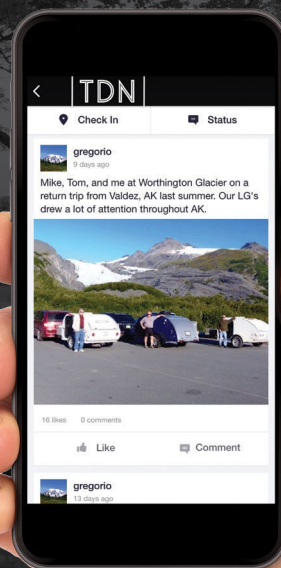 TDN
Check In Status
gregorio
9 days ago
Mike, Tom, and me at Worthington Glacier on a
return trip from Valdez, AK last summer. Our LG's
drew a lot of attention throughout AK.
16 likes 0 comments
Like Comment
gregorio
13 days ago